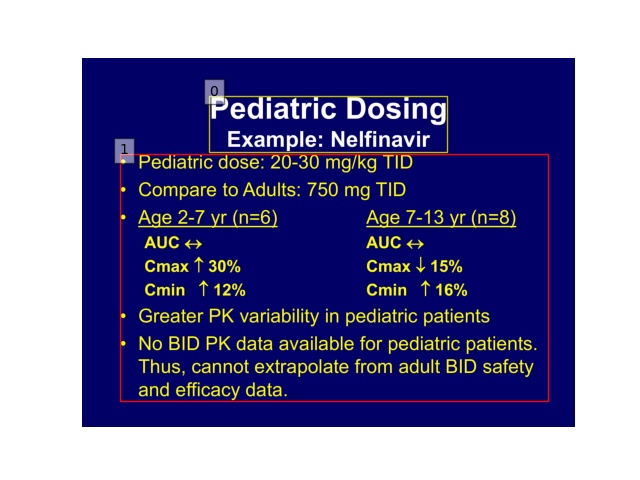 0
Pediatric Dosing
Example: Nelfinavir
1
• Pediatric dose: 20-30 mg/kg TID
• Compare to Adults: 750 mg TID
• Age 2-7 yr (n=6) Age 7-13 yr (n=8)
AUC ↔ AUC ↔
Cmax ↑ 30% Cmax ↓ 15%
Cmin ↑ 12% Cmin ↑ 16%
• Greater PK variability in pediatric patients
• No BID PK data available for pediatric patients.
Thus, cannot extrapolate from adult BID safety
and efficacy data.